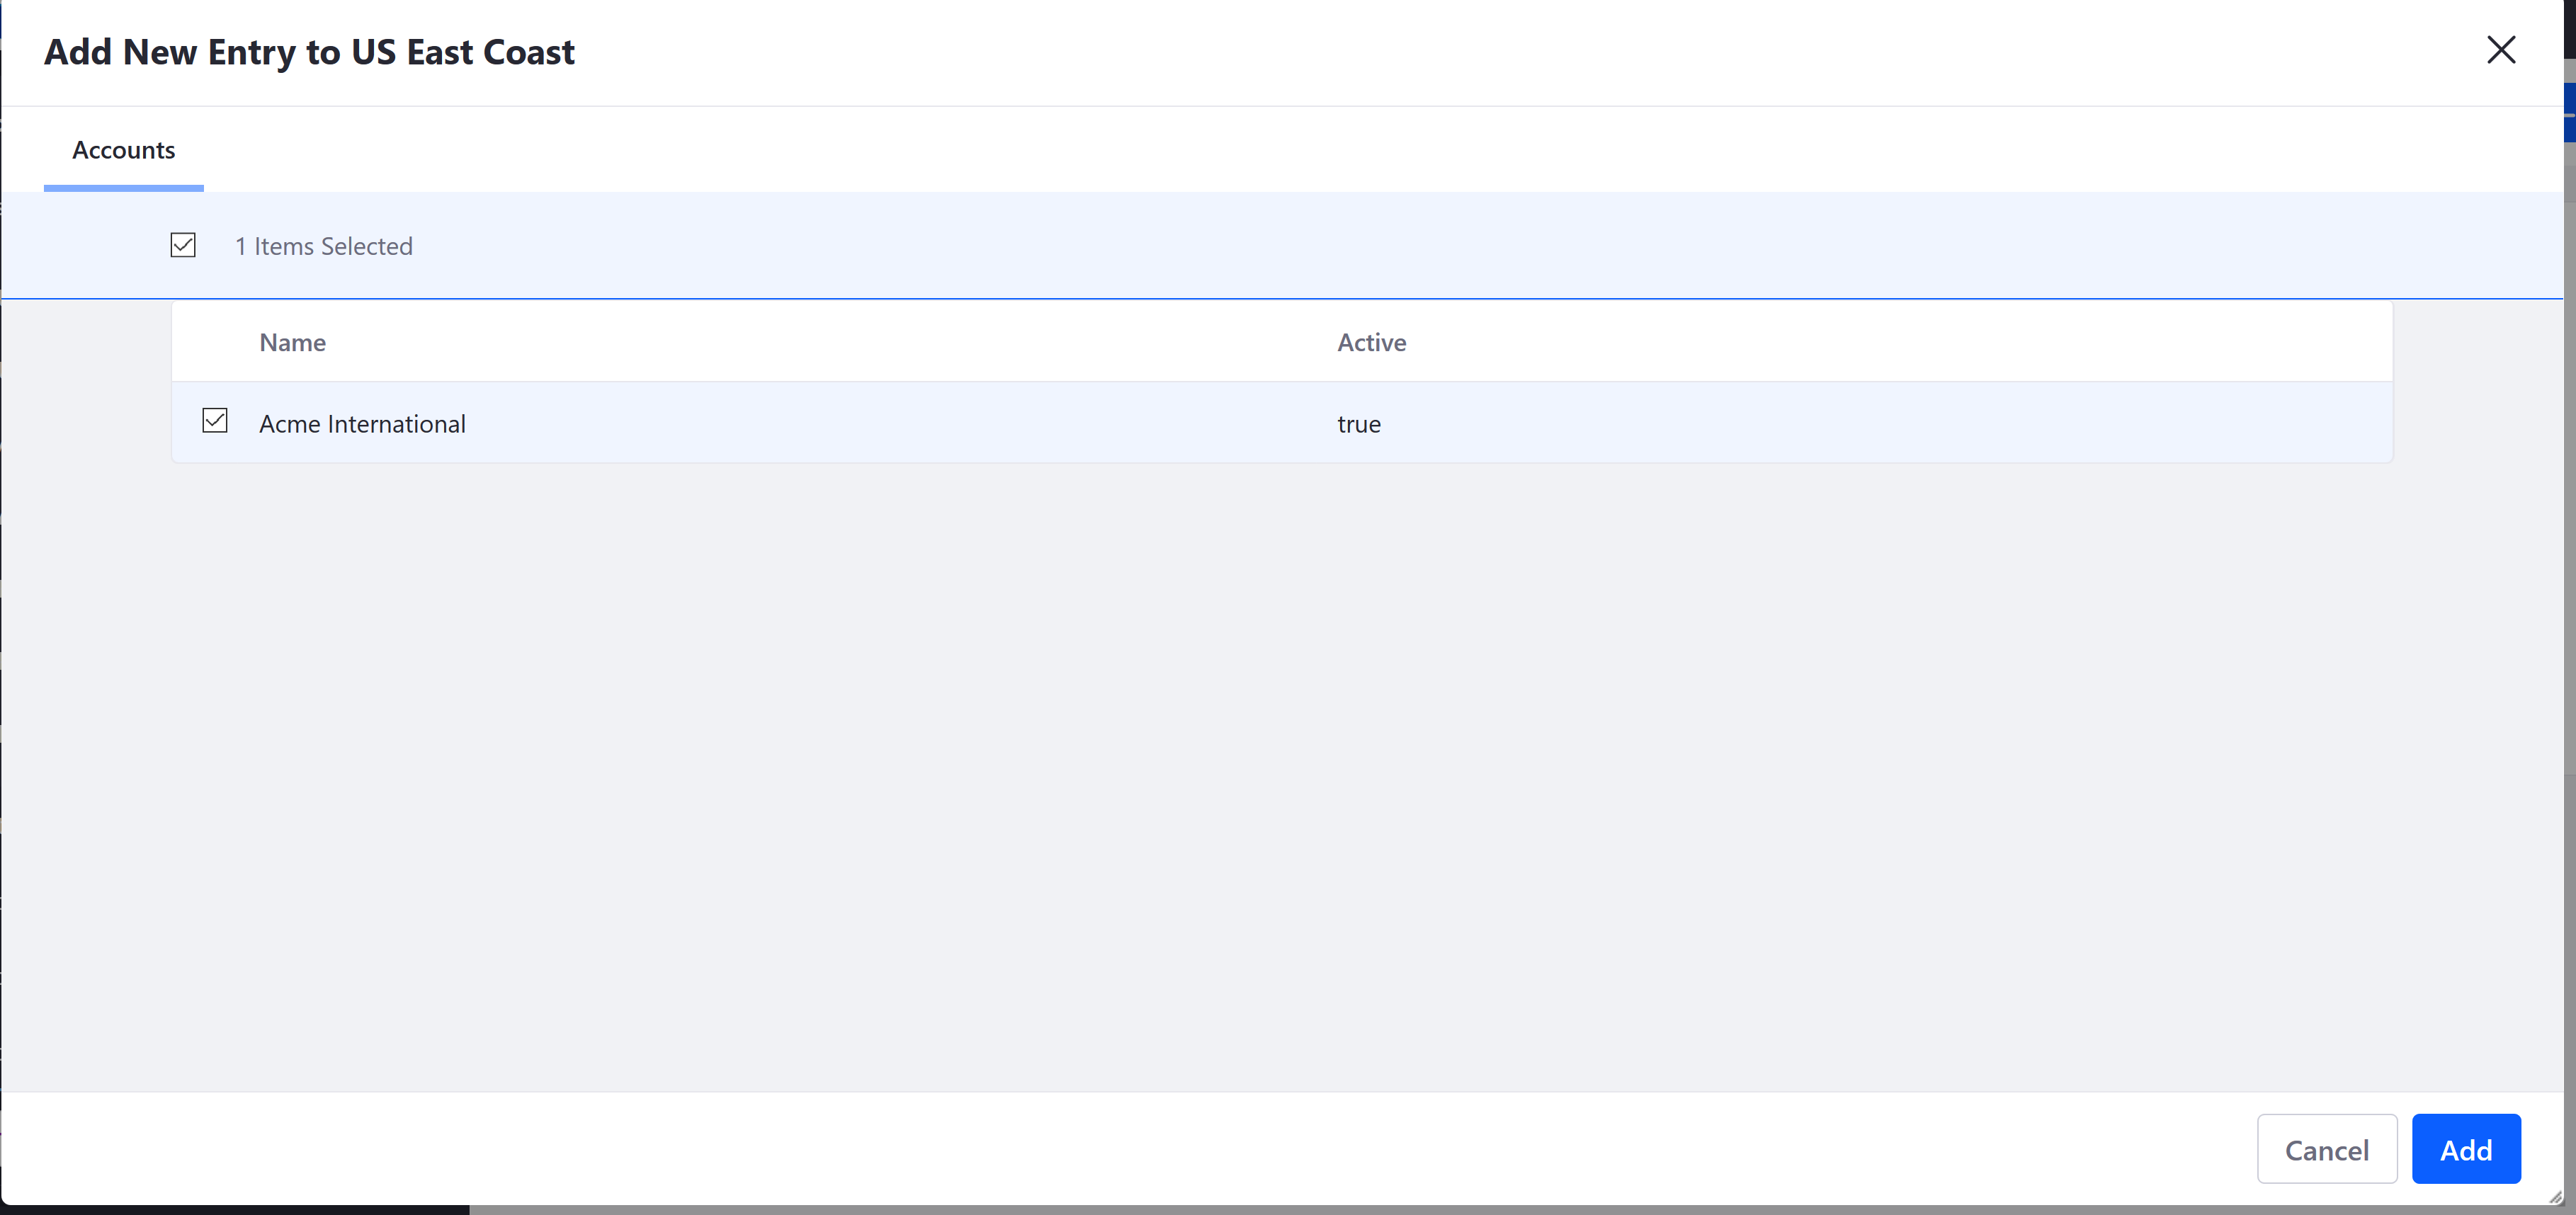 Add New Entry to US East Coast
Accounts
1 Items Selected
Name Active
Acme International true
Cancel Add